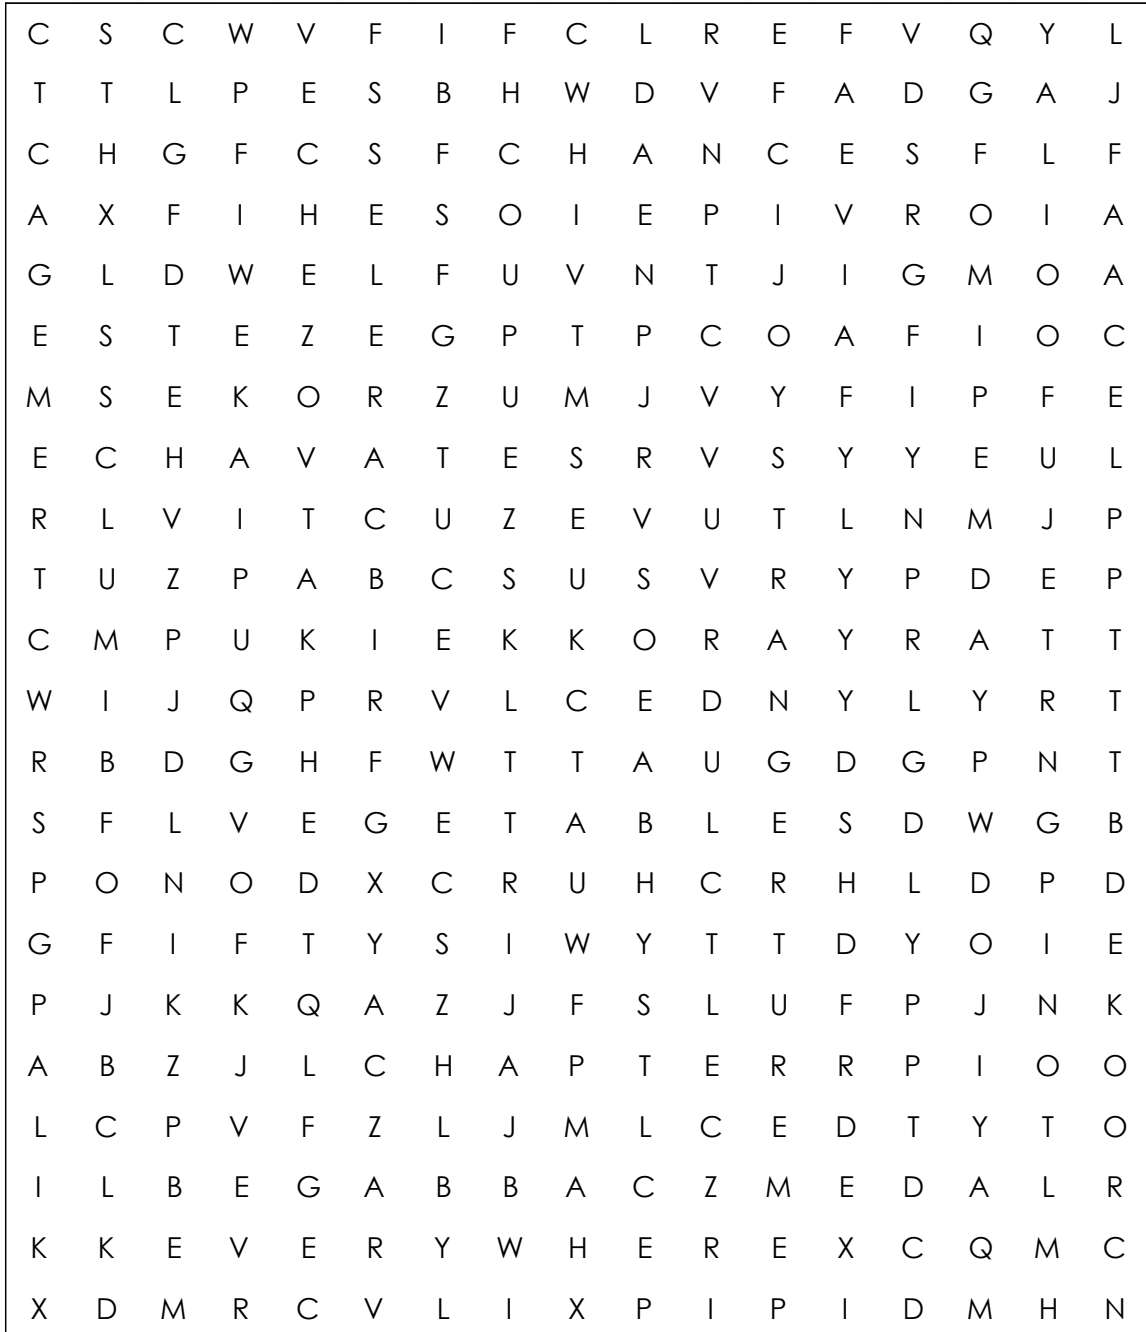 C S C W V F I F C L R E F V Q Y L
T T L P E S B H W D V F A D G A J
C H G F C S F C H A N C E S F L F
A X F I H E S O I E P I V R O I A
G L D W E L F U V N T J I G M O A
E S T E Z E G P T P C O A F I O C
M S E K O R Z U M J V Y F I P F E
E C H A V A T E S R V S Y Y E U L
R L V I T C U Z E V U T L N M J P
T U Z P A B C S U S V R Y P D E P
C M P U K I E K K O R A Y R A T T
W I J Q P R V L C E D N Y L Y R T
R B D G H F W T T A U G D G P N T
S F L V E G E T A B L E S D W G B
P O N O D X C R U H C R H L D P D
G F I F T Y S I W Y T T D Y O I E
P J K K Q A Z J F S L U F P J N K
A B Z J L C H A P T E R R P I O O
L C P V F Z L J M L C E D T Y T O
I L B E G A B B A C Z M E D A L R
K K E V E R Y W H E R E X C Q M C
X D M R C V L I X P I P I D M H N